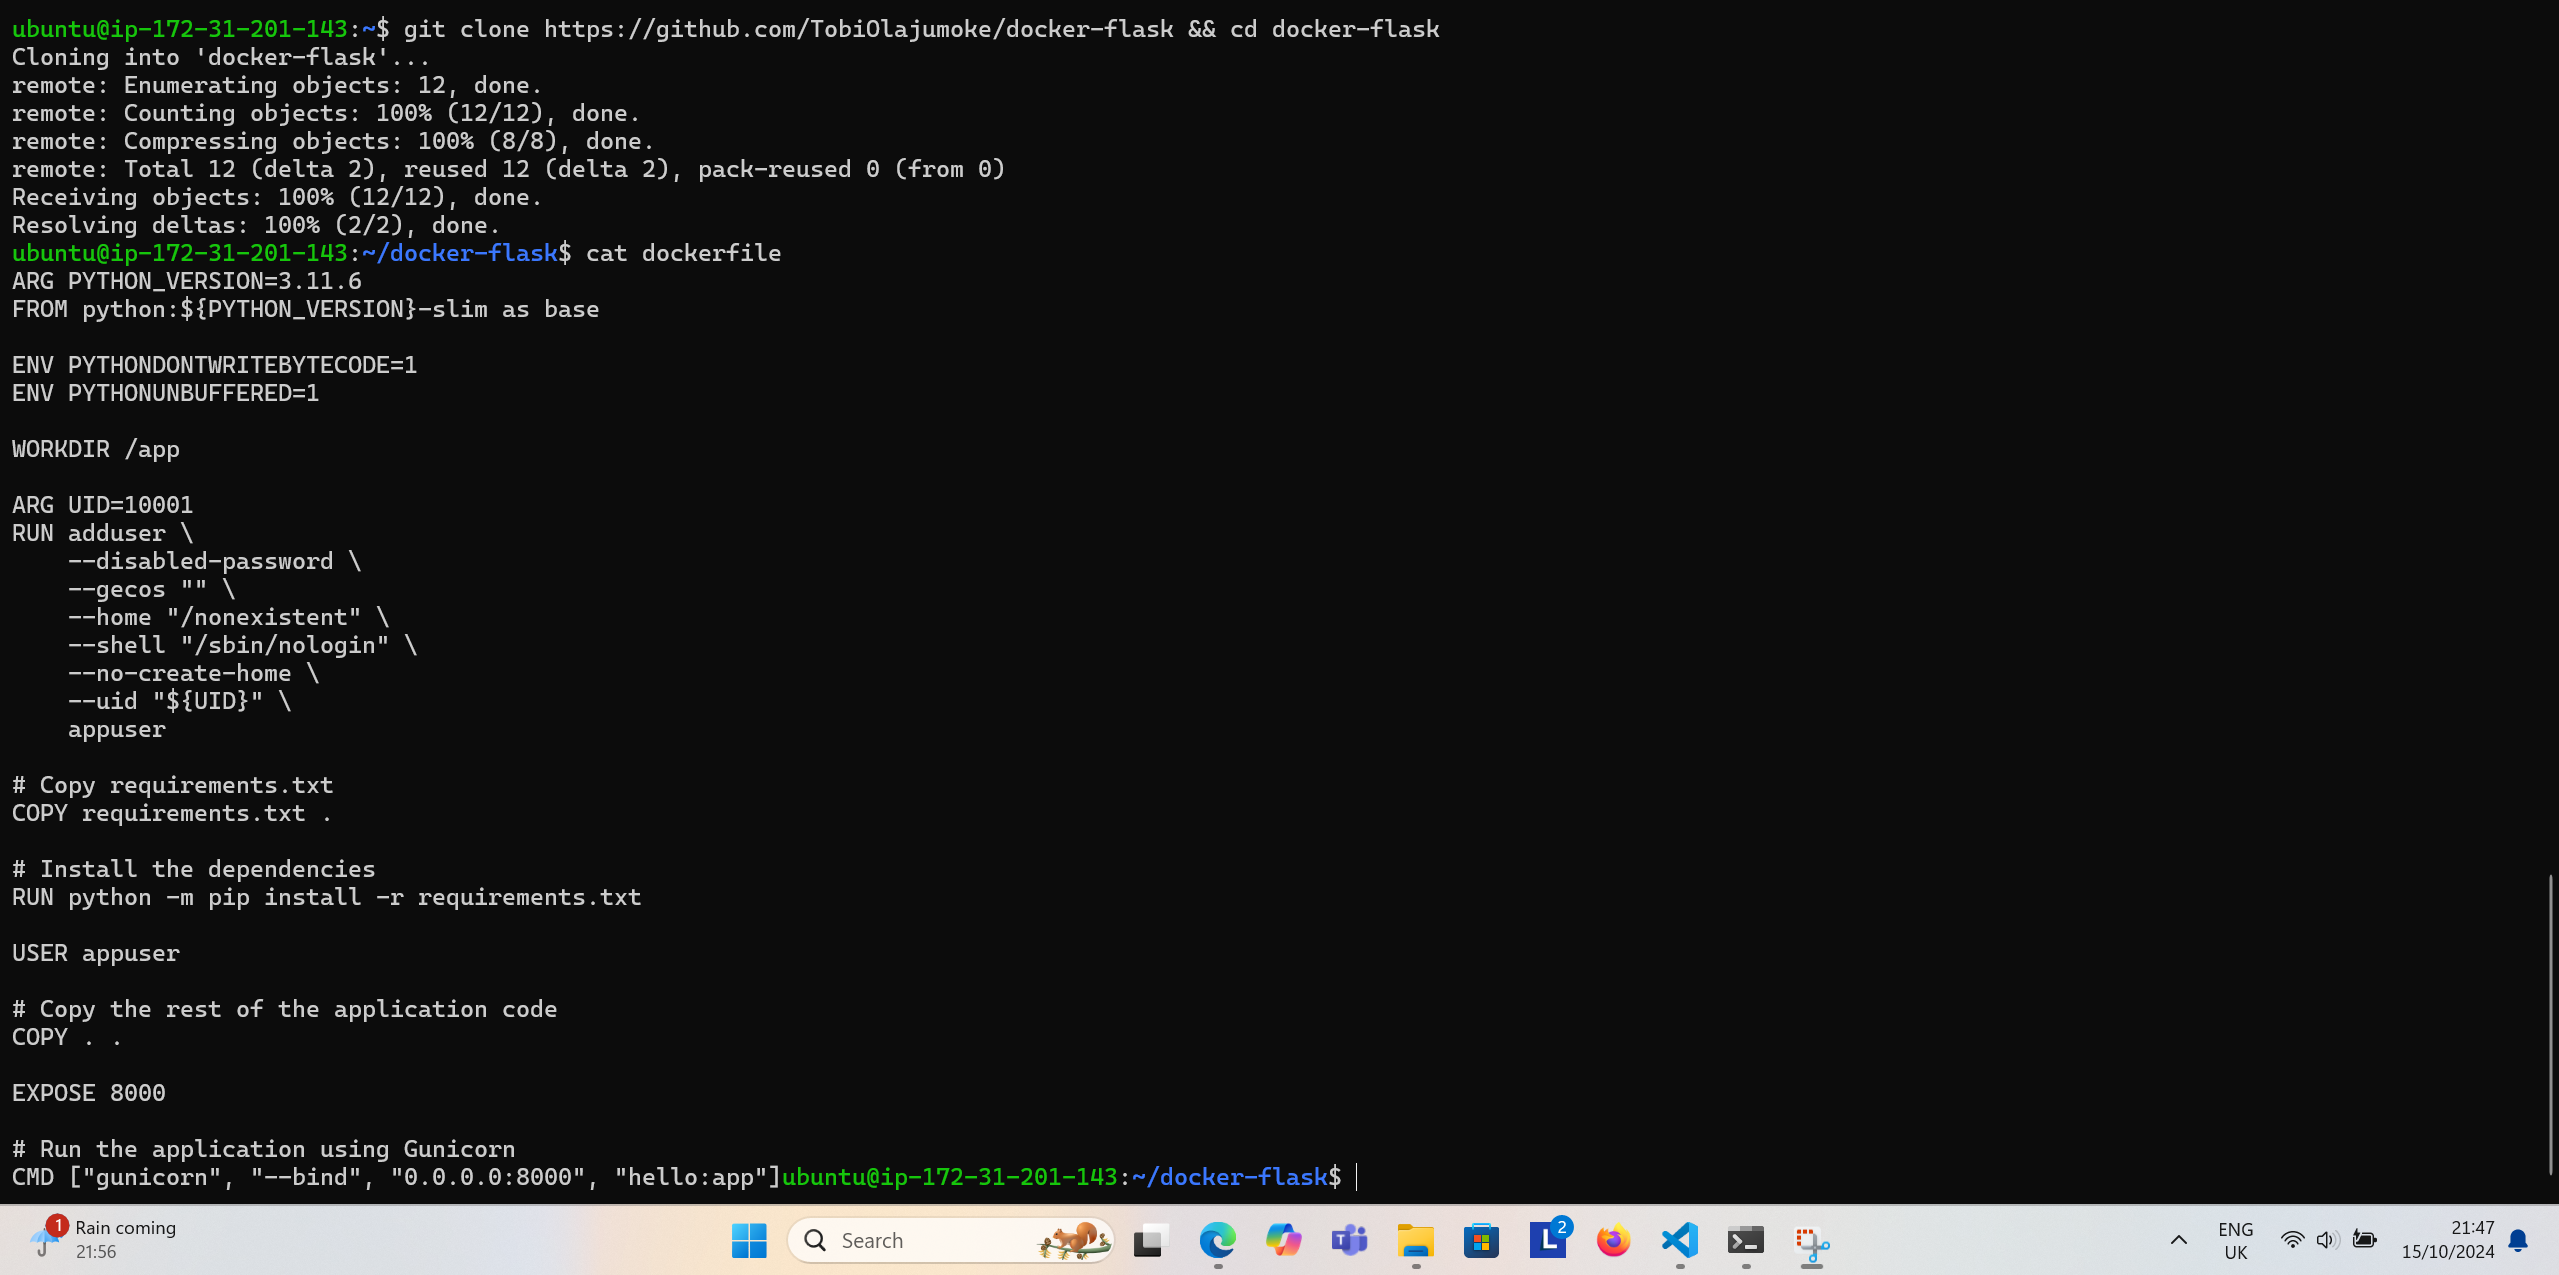 ubuntu@ip-172-31-201-143:~$ git clone https://github.com/TobiOlajumoke/docker-flask && cd docker-flask
Cloning into 'docker-flask'...
remote: Enumerating objects: 12, done.
remote: Counting objects: 100% (12/12), done.
remote: Compressing objects: 100% (8/8), done.
remote: Total 12 (delta 2), reused 12 (delta 2), pack-reused 0 (from 0)
Receiving objects: 100% (12/12), done.
Resolving deltas: 100% (2/2), done.
ubuntu@ip-172-31-201-143:~/docker-flask$ cat dockerfile
ARG PYTHON_VERSION=3.11.6
FROM python:${PYTHON_VERSION}-slim as base
ENV PYTHONDONTWRITEBYTECODE=1
ENV PYTHONUNBUFFERED=1
WORKDIR /app
ARG UID=10001
RUN adduser \
    --disabled-password \
    --gecos "" \
    --home "/nonexistent" \
    --shell "/sbin/nologin" \
    --no-create-home \
    --uid "${UID}" \
    appuser
# Copy requirements.txt
COPY requirements.txt .
# Install the dependencies
RUN python -m pip install -r requirements.txt
USER appuser
# Copy the rest of the application code
COPY . .
EXPOSE 8000
# Run the application using Gunicorn
CMD ["gunicorn", "--bind", "0.0.0.0:8000", "hello:app"]ubuntu@ip-172-31-201-143:~/docker-flask$
1
Rain coming
21:56
Search
T
L
2
ENG
UK
21:47
15/10/2024